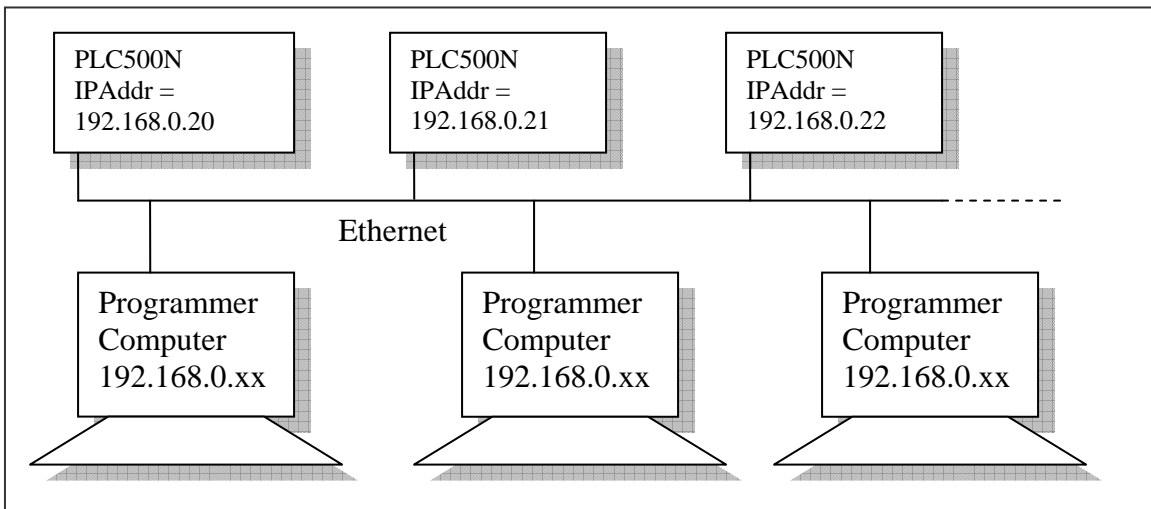 PLC500N
IPAddr =
192.168.0.20
PLC500N
IPAddr =
192.168.0.21
PLC500N
IPAddr =
192.168.0.22
Ethernet
Programmer
Computer
192.168.0.xx
Programmer
Computer
192.168.0.xx
Programmer
Computer
192.168.0.xx